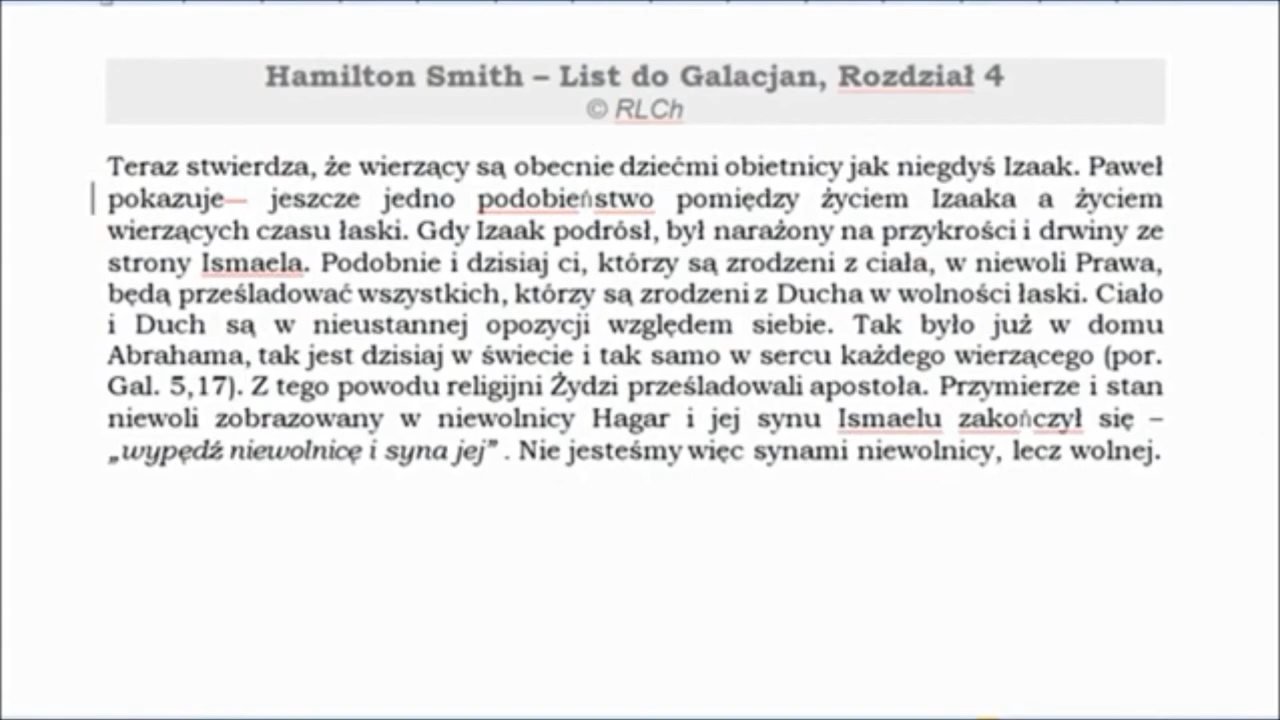 Hamilton Smith – List do Galacjan, Rozdział 4
© RLCh
Teraz stwierdza, że wierzący są obecnie dziećmi obietnicy jak niegdyś Izaak. Paweł
pokazuje— jeszcze jedno podobieństwo pomiędzy życiem Izaaka a życiem
wierzących czasu łaski. Gdy Izaak podrósł, był narażony na przykrości i drwiny ze
strony Ismaela. Podobnie i dzisiaj ci, którzy są zrodzeni z ciała, w niewoli Prawa,
będą prześladować wszystkich, którzy są zrodzeni z Ducha w wolności łaski. Ciało
i Duch są w nieustannej opozycji względem siebie. Tak było już w domu
Abrahama, tak jest dzisiaj w świecie i tak samo w sercu każdego wierzącego (por.
Gal. 5,17). Z tego powodu religijni Żydzi prześladowali apostoła. Przymierze i stan
niewoli zobrazowany w niewolnicy Hagar i jej synu Ismaelu zakończył się –
„wypędź niewolnicę i syna jej” . Nie jesteśmy więc synami niewolnicy, lecz wolnej.